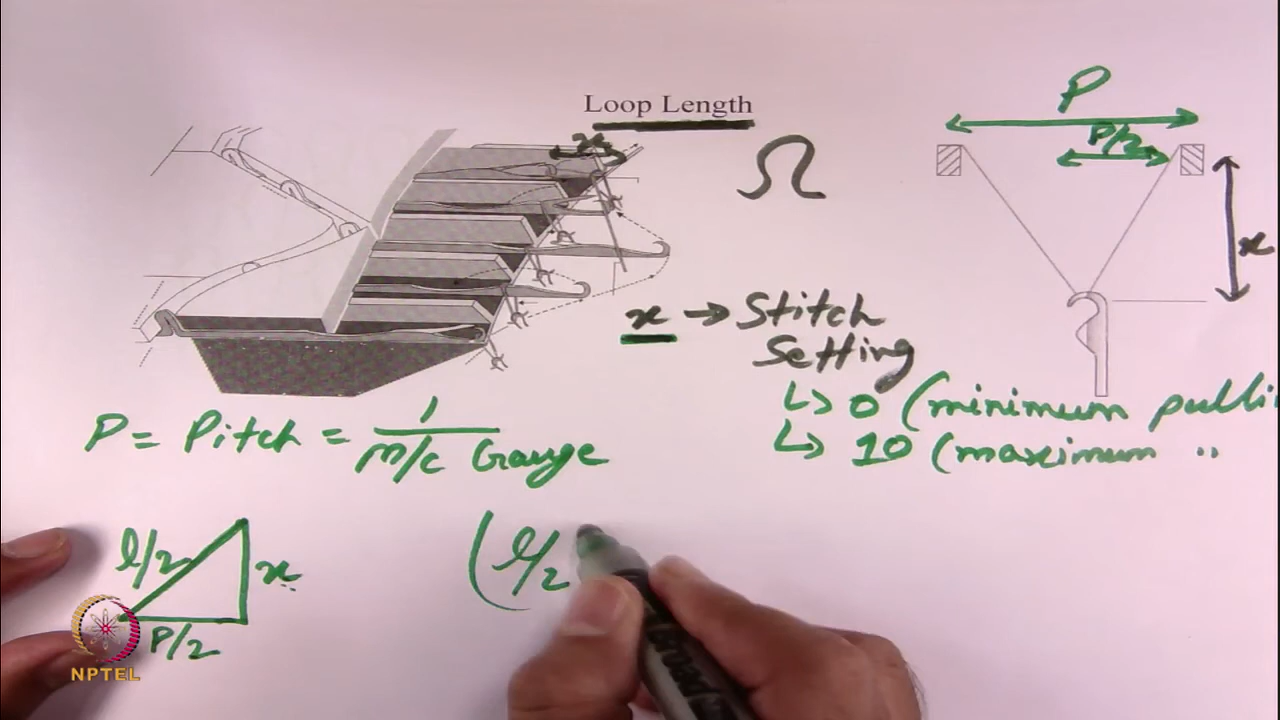 Loop Length
P
P/2
x
x
x → Stitch
Setting
↳ 0 (minimum pulli
↳ 10 (maximum "
P = Pitch = 1 / m/c Gauge
l/2
x
P/2
(l/2
NPTEL